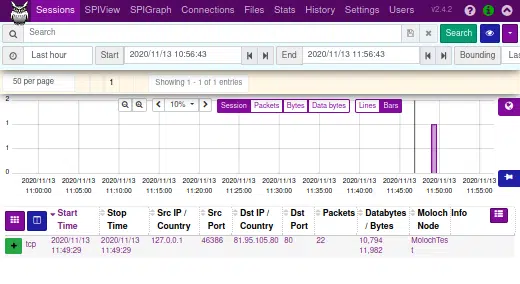 Sessions SPIView SPIGraph Connections Files Stats History Settings Users v2.4.2
Search Search
Last hour Start 2020/11/13 10:56:43 End 2020/11/13 11:56:43 Bounding Las
50 per page 1 Showing 1 - 1 of 1 entries
2
10% Session Packets Bytes Data bytes Lines Bars
1
1
0
2020/11/13 2020/11/13 2020/11/13 2020/11/13 2020/11/13 2020/11/13 2020/11/13 2020/11/13 2020/11/13 2020/11/13 2020/11/13 2020/11/13
11:00:00 11:05:00 11:10:00 11:15:00 11:20:00 11:25:00 11:30:00 11:35:00 11:40:00 11:45:00 11:50:00 11:55:00
Start Stop Src IP / Src Dst IP / Dst Packets Databytes Moloch Info
Time Time Country Port Country Port / Bytes Node
tcp 2020/11/13 2020/11/13 127.0.0.1 46386 81.95.105.80 80 22 10,794 MolochTes
11:49:29 11:49:29 11,982 t